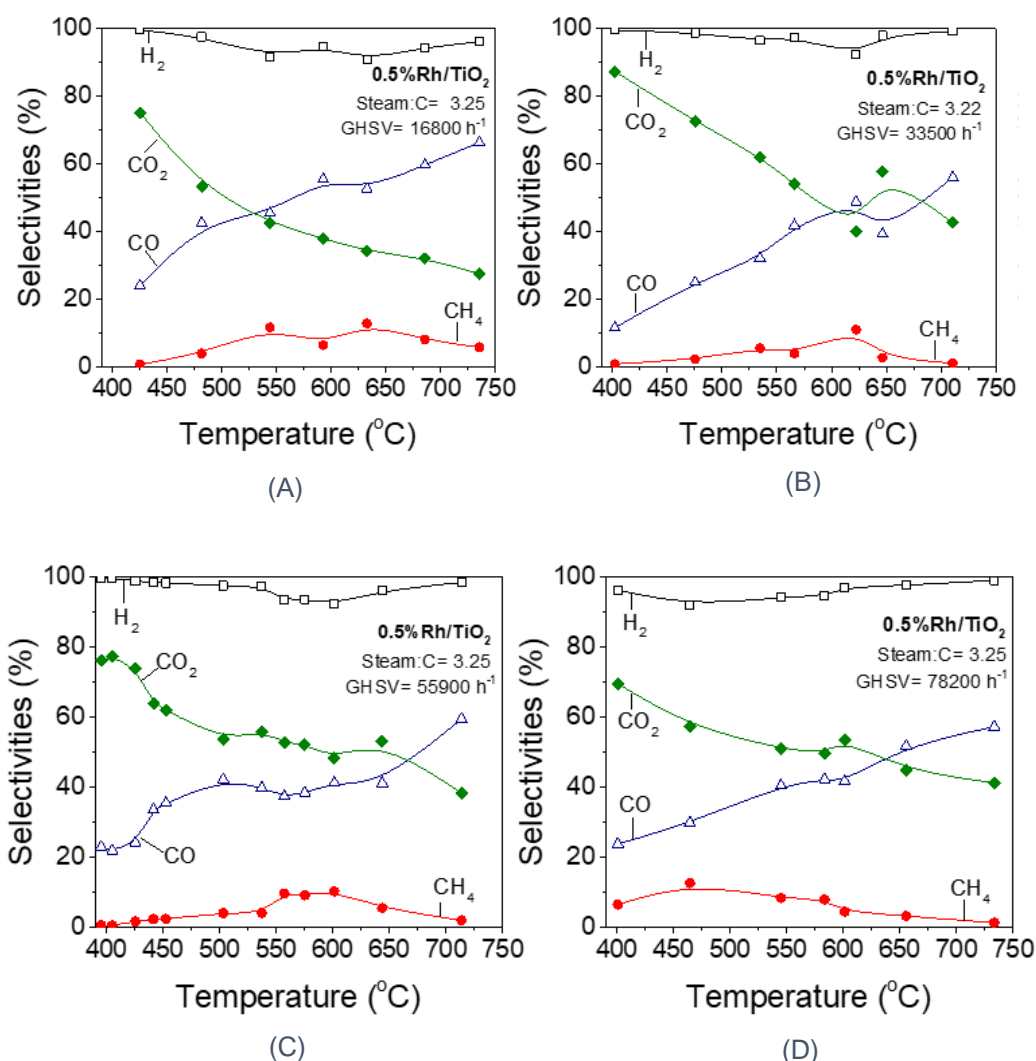 100
80
60
40
20
0
Selectivities (%)
H2
CO2
CO
CH4
0.5%Rh/TiO2
Steam:C= 3.25
GHSV= 16800 h-1
400 450 500 550 600 650 700 750
Temperature (oC)
(A)
100
80
60
40
20
0
Selectivities (%)
H2
CO2
CO
CH4
0.5%Rh/TiO2
Steam:C= 3.22
GHSV= 33500 h-1
400 450 500 550 600 650 700 750
Temperature (oC)
(B)
100
80
60
40
20
0
Selectivities (%)
H2
CO2
CO
CH4
0.5%Rh/TiO2
Steam:C= 3.25
GHSV= 55900 h-1
400 450 500 550 600 650 700 750
Temperature (oC)
(C)
100
80
60
40
20
0
Selectivities (%)
H2
CO2
CO
CH4
0.5%Rh/TiO2
Steam:C= 3.25
GHSV= 78200 h-1
400 450 500 550 600 650 700 750
Temperature (oC)
(D)